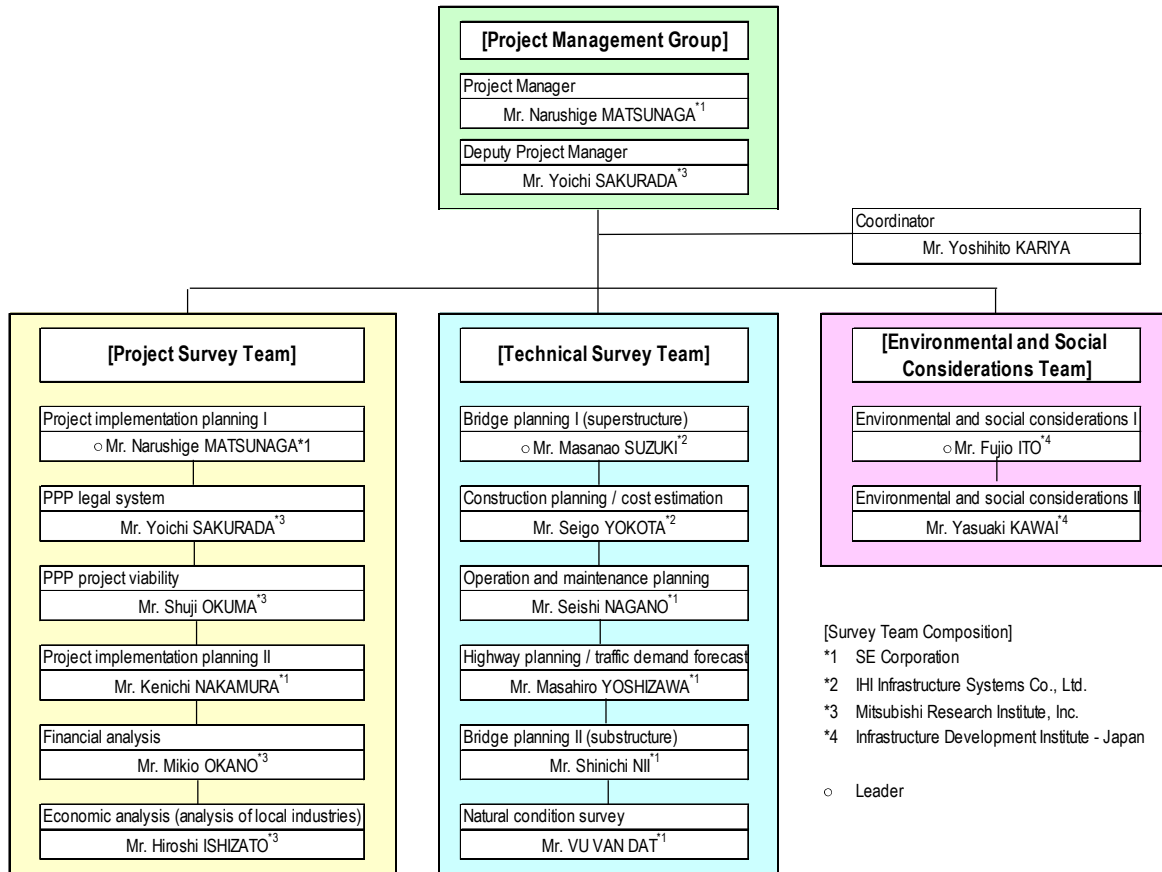 [Project Management Group]
Project Manager
Mr. Narushige MATSUNAGA*1
Deputy Project Manager
Mr. Yoichi SAKURADA*3
Coordinator
Mr. Yoshihito KARIYA
[Project Survey Team]
Project implementation planning I
○Mr. Narushige MATSUNAGA*1
PPP legal system
Mr. Yoichi SAKURADA*3
PPP project viability
Mr. Shuji OKUMA*3
Project implementation planning II
Mr. Kenichi NAKAMURA*1
Financial analysis
Mr. Mikio OKANO*3
Economic analysis (analysis of local industries)
Mr. Hiroshi ISHIZATO*3
[Technical Survey Team]
Bridge planning I (superstructure)
○Mr. Masanao SUZUKI*2
Construction planning / cost estimation
Mr. Seigo YOKOTA*2
Operation and maintenance planning
Mr. Seishi NAGANO*1
Highway planning / traffic demand forecast
Mr. Masahiro YOSHIZAWA*1
Bridge planning II (substructure)
Mr. Shinichi NII*1
Natural condition survey
Mr. VU VAN DAT*1
[Environmental and Social
Considerations Team]
Environmental and social considerations I
○Mr. Fujio ITO*4
Environmental and social considerations II
Mr. Yasuaki KAWAI*4
[Survey Team Composition]
*1 SE Corporation
*2 IHI Infrastructure Systems Co., Ltd.
*3 Mitsubishi Research Institute, Inc.
*4 Infrastructure Development Institute - Japan
○ Leader